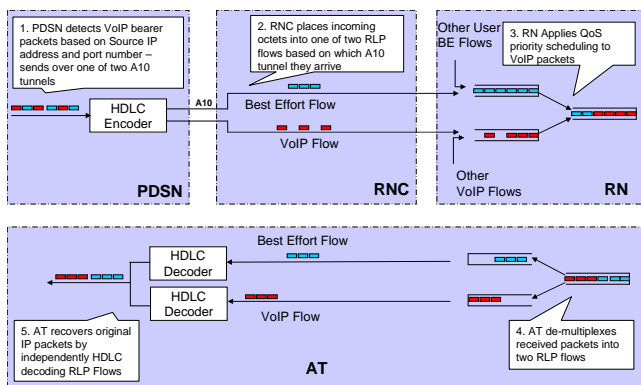 1. PDSN detects VoIP bearer
packets based on Source IP
address and port number –
sends over one of two A10
tunnels
2. RNC places incoming
octets into one of two RLP
flows based on which A10
tunnel they arrive
Other User
BE Flows
3. RN Applies QoS
priority scheduling to
VoIP packets
HDLC
Encoder
A10
Best Effort Flow
VoIP Flow
Other
VoIP Flows
PDSN
RNC
RN
Best Effort Flow
HDLC
Decoder
HDLC
Decoder
VoIP Flow
5. AT recovers original
IP packets by
independently HDLC
decoding RLP Flows
4. AT de-multiplexes
received packets into
two RLP flows
AT